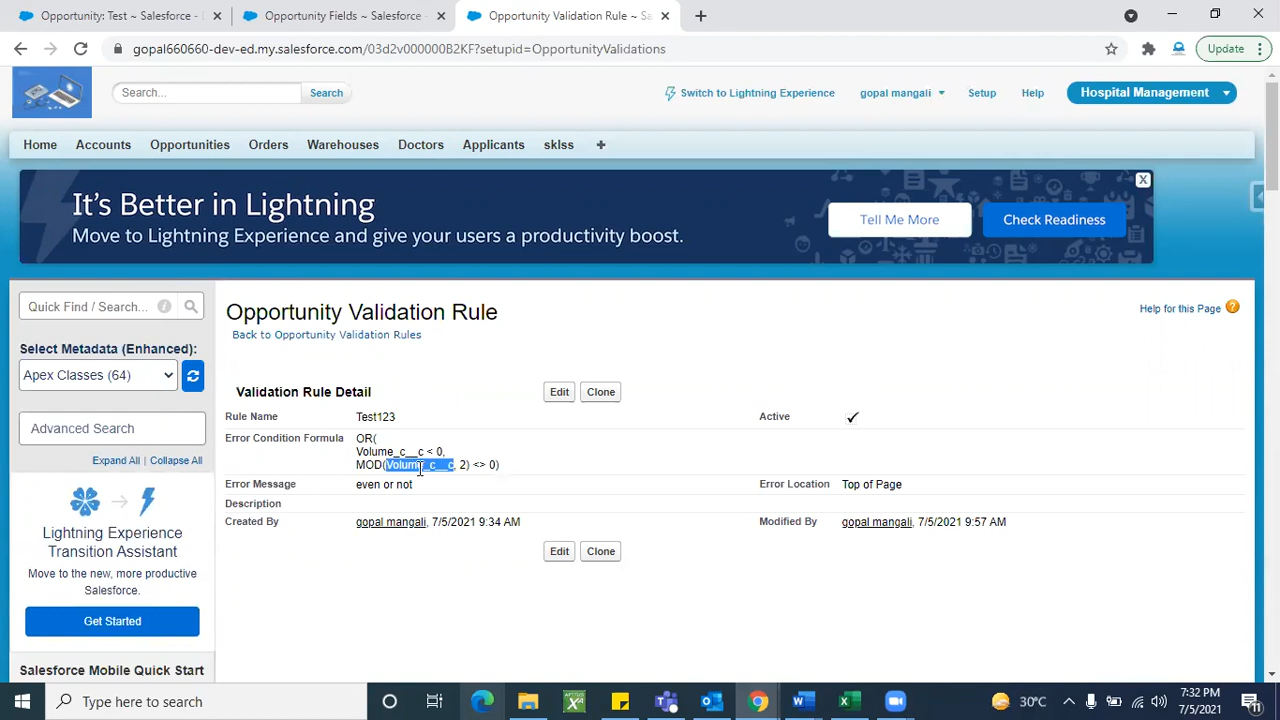 Opportunity: Test ~ Salesforce - D
Opportunity Fields ~ Salesforce -
Opportunity Validation Rule ~ Sa
gopal660660-dev-ed.my.salesforce.com/03d2v000000B2KF?setupid=OpportunityValidations
Update
Search...
Search
Switch to Lightning Experience
gopal mangali
Setup
Help
Hospital Management
Home
Accounts
Opportunities
Orders
Warehouses
Doctors
Applicants
sklss
+
It's Better in Lightning
Move to Lightning Experience and give your users a productivity boost.
Tell Me More
Check Readiness
X
Quick Find / Search...
Select Metadata (Enhanced):
Apex Classes (64)
Advanced Search
Expand All | Collapse All
Lightning Experience
Transition Assistant
Move to the new, more productive
Salesforce.
Get Started
Salesforce Mobile Quick Start
Opportunity Validation Rule
Back to Opportunity Validation Rules
Help for this Page
Validation Rule Detail
Edit
Clone
Rule Name
Test123
Active
Error Condition Formula
OR(
Volume_c__c < 0,
MOD(Volume_c__c, 2) <> 0)
Error Message
even or not
Error Location
Top of Page
Description
Created By
gopal mangali, 7/5/2021 9:34 AM
Modified By
gopal mangali, 7/5/2021 9:57 AM
Edit
Clone
Type here to search
30°C
7:32 PM
7/5/2021
11